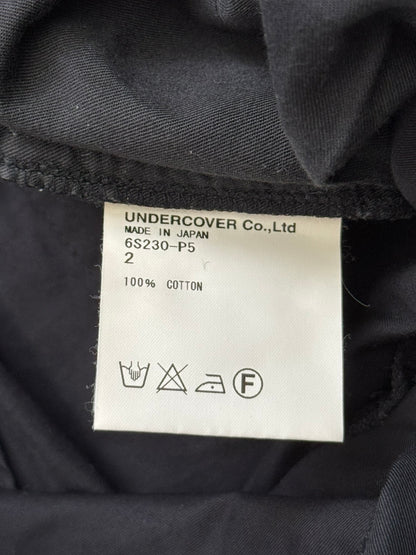 UNDERCOVER Co.,Ltd
MADE IN JAPAN
6S230-P5
2
100% COTTON
F